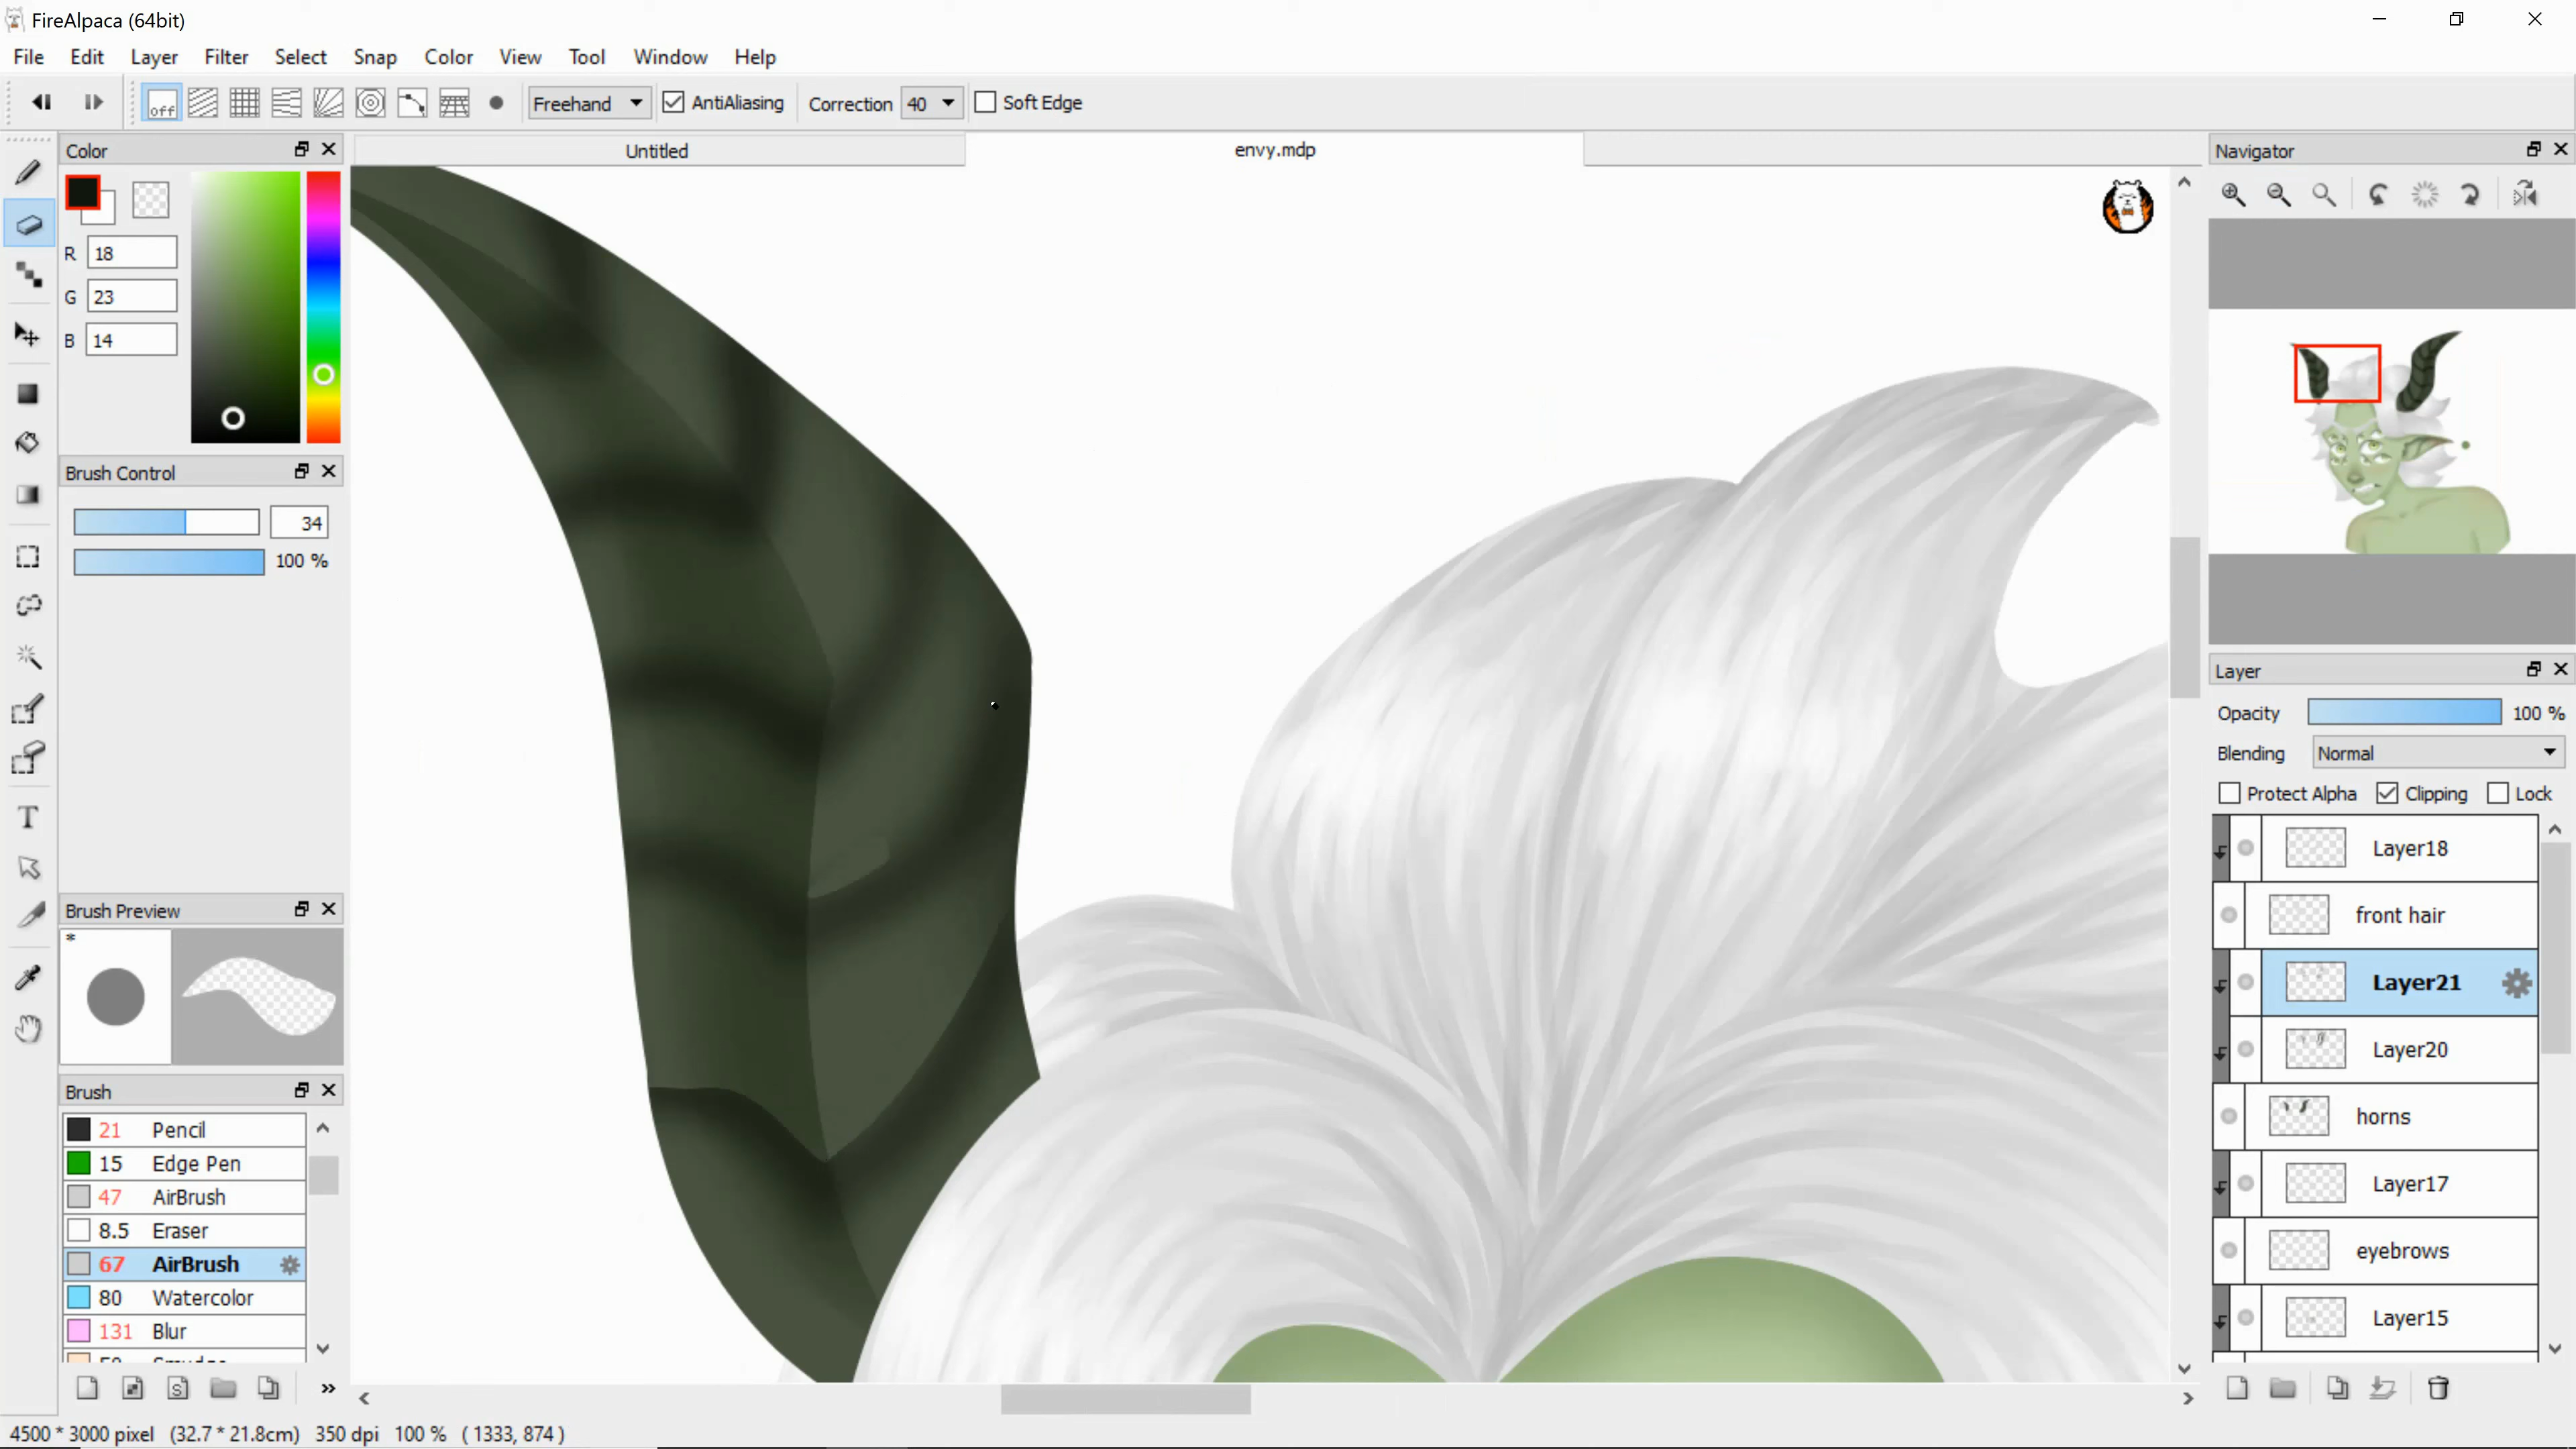 FireAlpaca (64bit)
File Edit Layer Filter Select Snap Color View Tool Window Help
off Freehand AntiAliasing Correction 40 Soft Edge
Color
Untitled
envy.mdp
Navigator
R 18
G 23
B 14
Brush Control
34
100 %
Layer
Opacity 100 %
Blending Normal
Protect Alpha Clipping Lock
Layer18
front hair
Layer21
Layer20
horns
Layer17
eyebrows
Layer15
Brush Preview
*
Brush
21 Pencil
15 Edge Pen
47 AirBrush
8.5 Eraser
67 AirBrush
80 Watercolor
131 Blur
T
S
4500 * 3000 pixel (32.7 * 21.8cm) 350 dpi 100 % ( 1333, 874 )